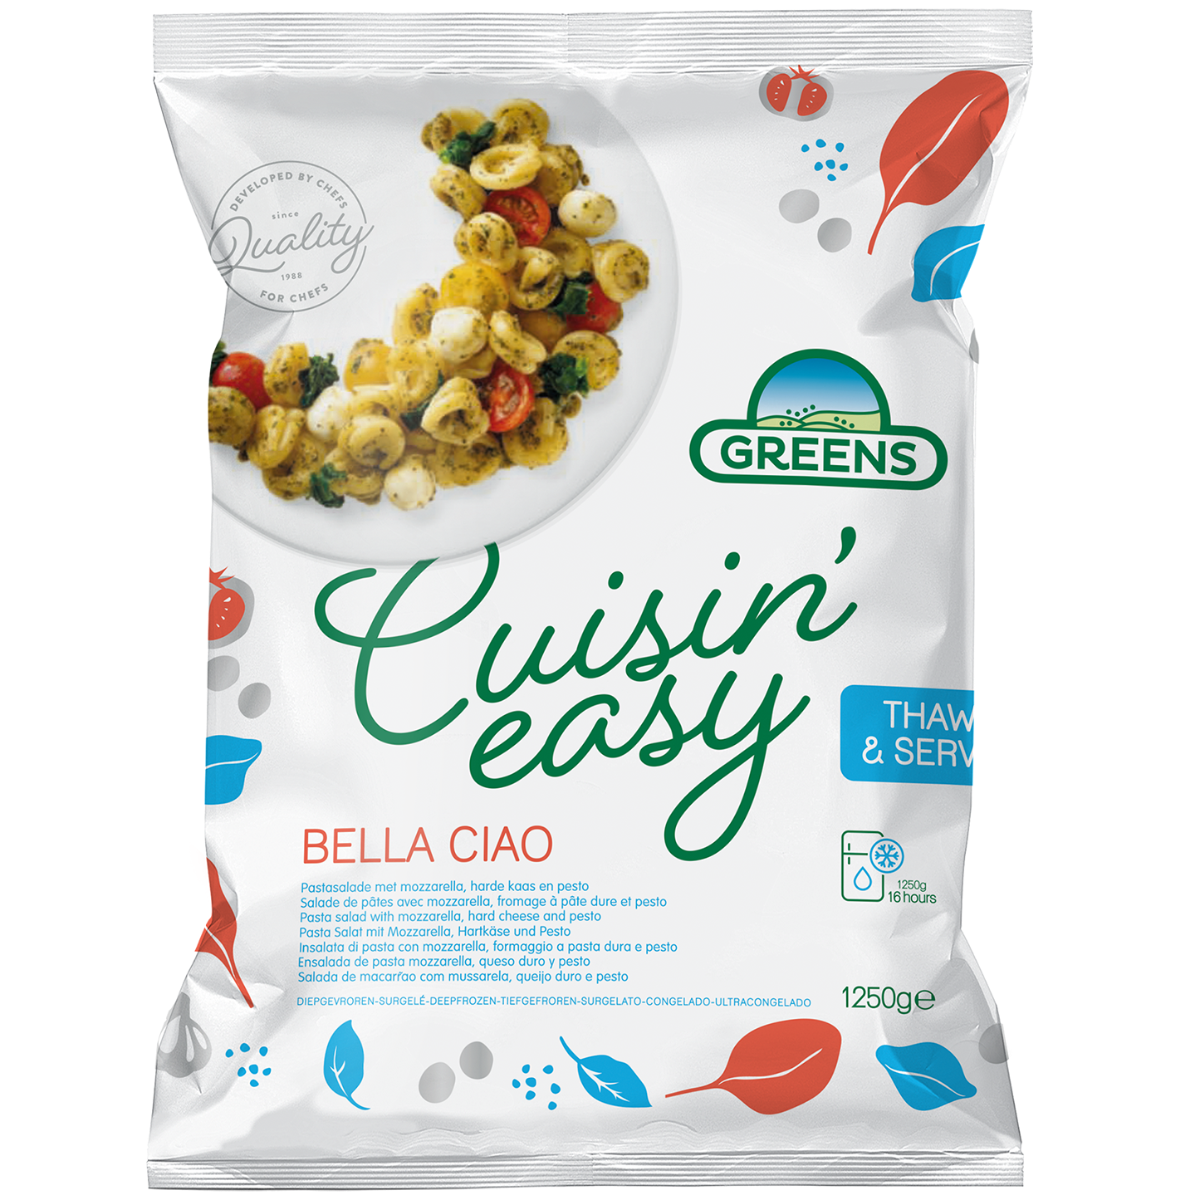 DEVELOPED BY CHEFS
since
Quality
1988
FOR CHEFS
GREENS
Cuisin'
easy
THAW
& SERV
BELLA CIAO
Pastasalade met mozzarella, harde kaas en pesto
Salade de pâtes avec mozzarella, fromage à pâte dure et pesto
Pasta salad with mozzarella, hard cheese and pesto
Pasta Salat mit Mozzarella, Hartkäse und Pesto
Insalata di pasta con mozzarella, formaggio a pasta dura e pesto
Ensalada de pasta mozzarella, queso duro y pesto
Salada de macarrao com mussarela, queijo duro e pesto
DIEPGEVROREN-SURGELÉ-DEEPFROZEN-TIEFGEFROREN-SURGELATO-CONGELADO-ULTRACONGELADO
1250g
16 hours
1250g℮